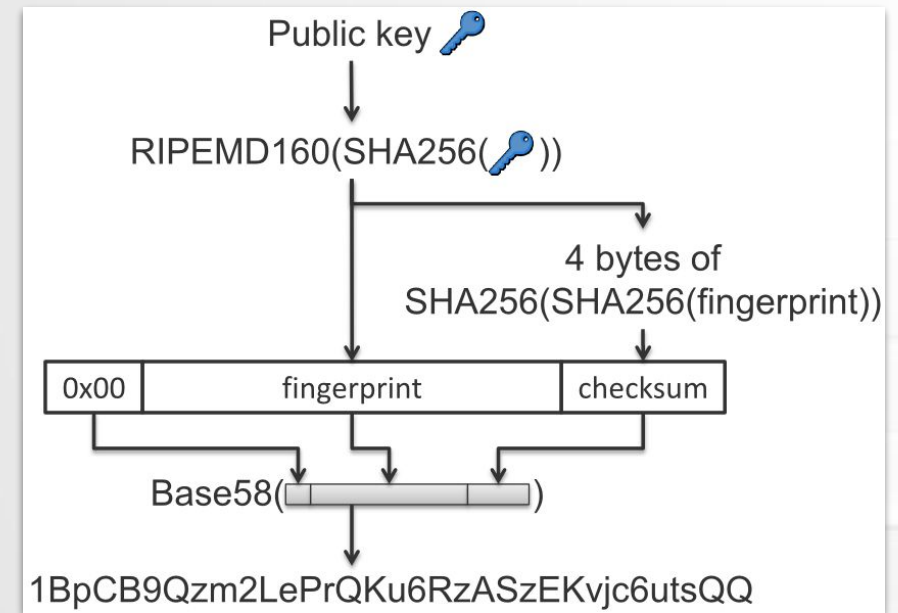 Public key
RIPEMD160(SHA256( ))
4 bytes of
SHA256(SHA256(fingerprint))
0x00 fingerprint checksum
Base58( )
1BpCB9Qzm2LePrQKu6RzASzEKvjc6utsQQ